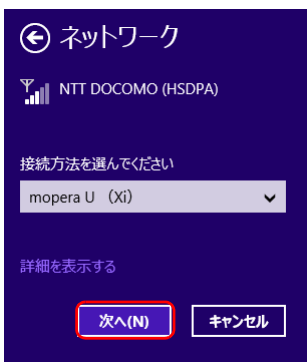 ネットワーク
NTT DOCOMO (HSDPA)
接続方法を選んでください
mopera U （Xi）
詳細を表示する
次へ(N)
キャンセル